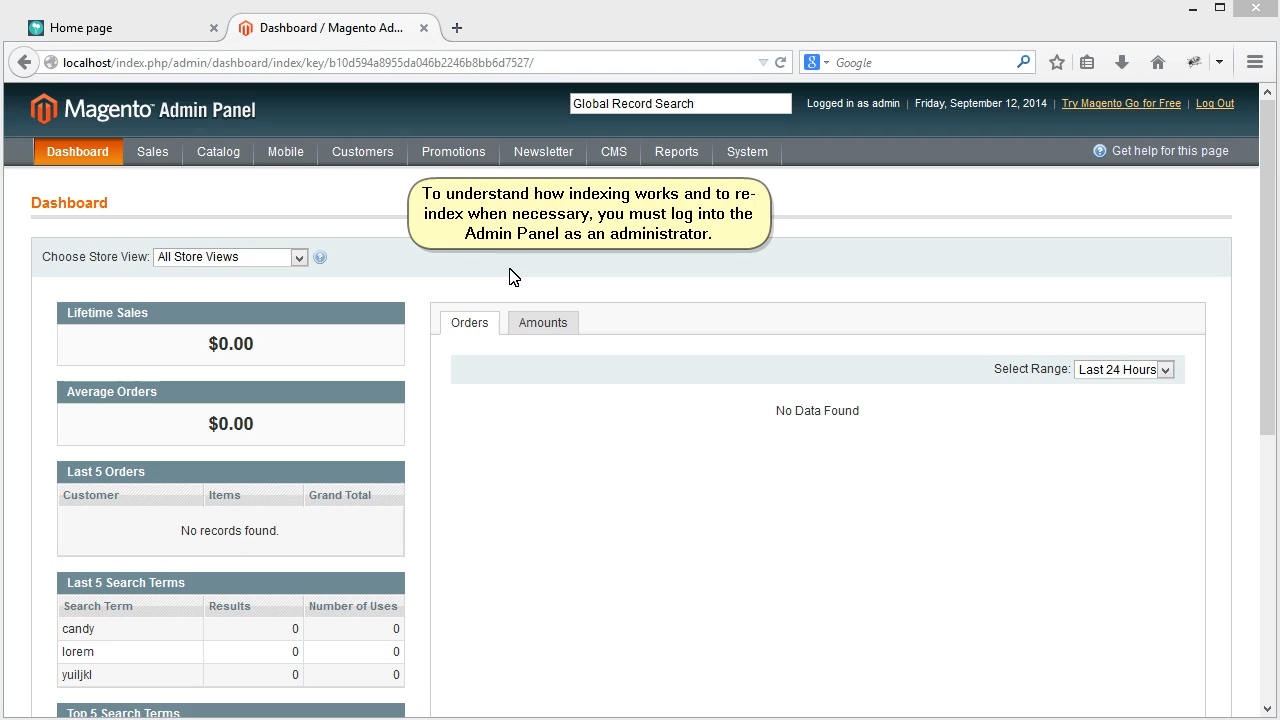 Home page
Dashboard / Magento Ad...
localhost/index.php/admin/dashboard/index/key/b10d594a8955da046b2246b8bb6d7527/
Google
Magento™ Admin Panel
Global Record Search
Logged in as admin | Friday, September 12, 2014 | Try Magento Go for Free | Log Out
Dashboard Sales Catalog Mobile Customers Promotions Newsletter CMS Reports System
Get help for this page
To understand how indexing works and to re-
index when necessary, you must log into the
Admin Panel as an administrator.
Dashboard
Choose Store View: All Store Views
Lifetime Sales
$0.00
Average Orders
$0.00
Last 5 Orders
Customer Items Grand Total
No records found.
Last 5 Search Terms
Search Term Results Number of Uses
candy 0 0
lorem 0 0
yuiljkl 0 0
Top 5 Search Terms
Orders Amounts
Select Range: Last 24 Hours
No Data Found